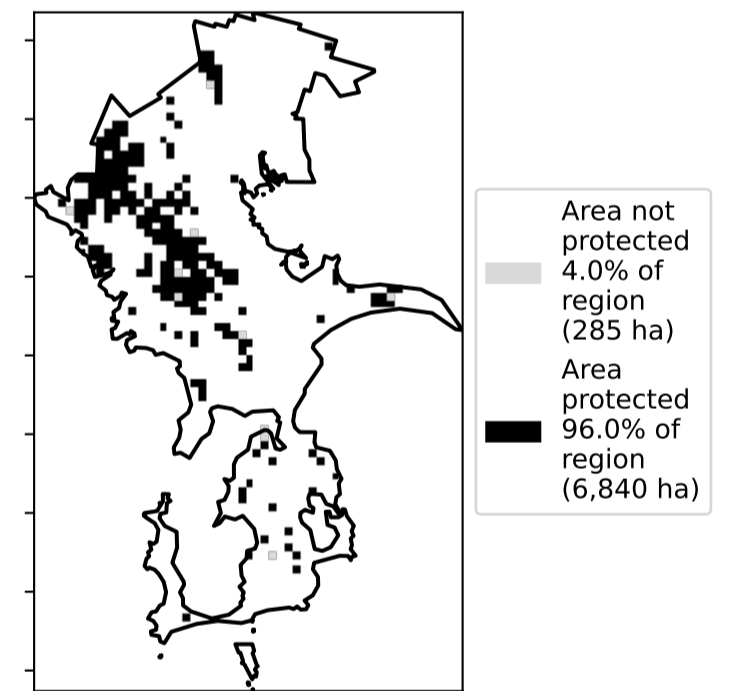 Area not
protected
4.0% of
region
(285 ha)
Area
protected
96.0% of
region
(6,840 ha)